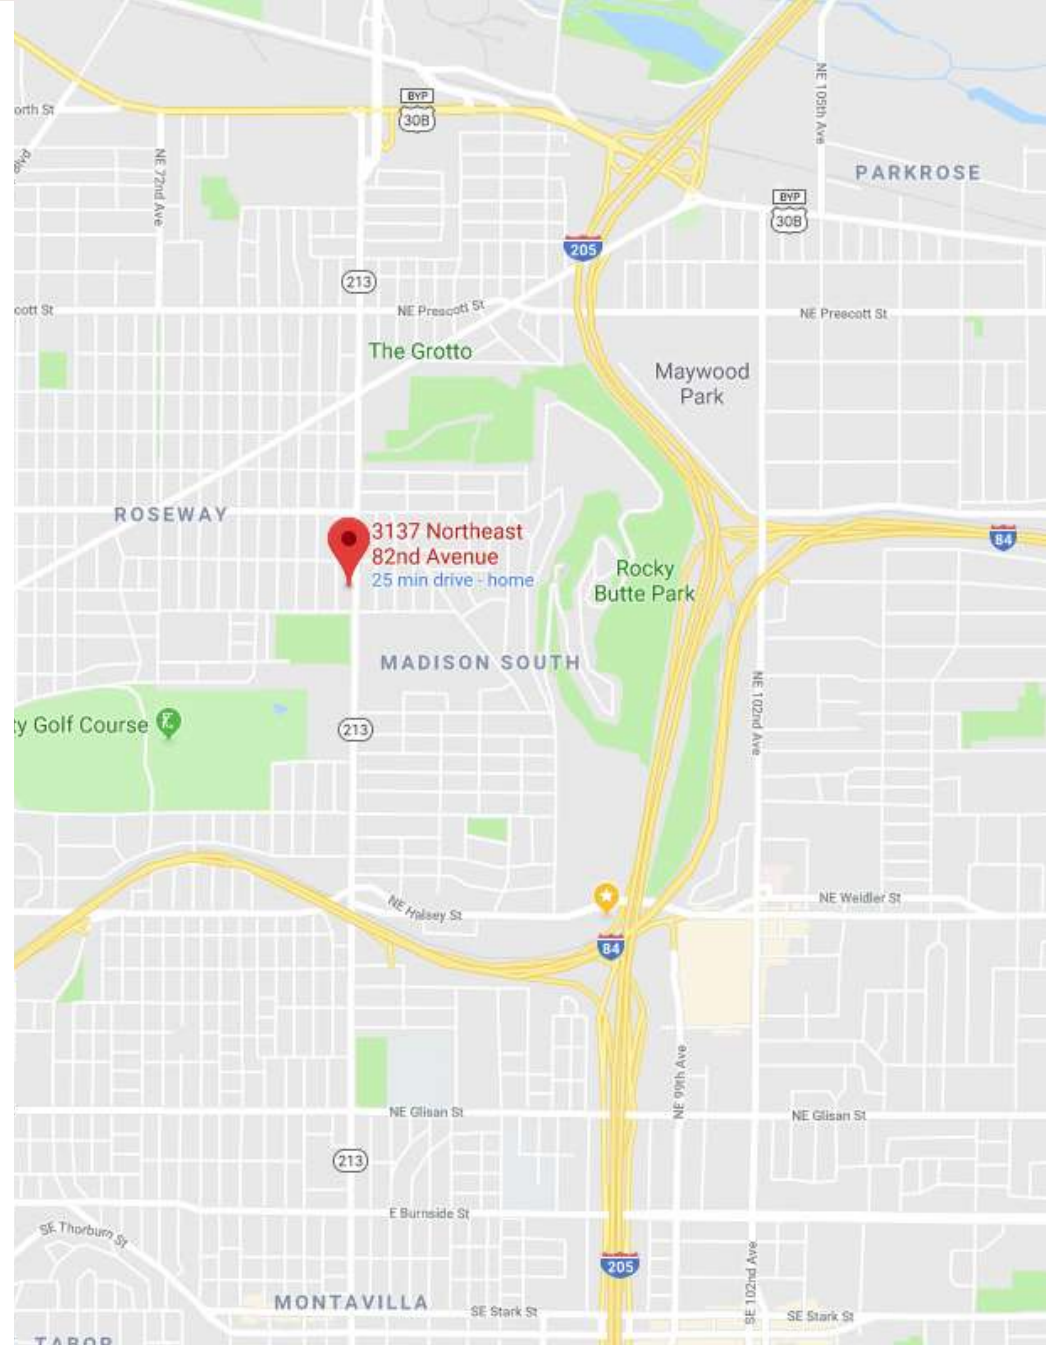 BYP
30B
orth St
NE 105th Ave
Blvd
NE 72nd Ave
PARKROSE
BYP
30B
205
213
cott St
NE Prescott St
NE Prescott St
The Grotto
Maywood
Park
ROSEWAY
3137 Northeast
82nd Avenue
25 min drive - home
84
Rocky
Butte Park
MADISON SOUTH
NE 102nd Ave
ty Golf Course
213
NE Halsey St
NE Weidler St
84
NE 99th Ave
NE Glisan St
NE Glisan St
213
E Burnside St
SE Thorburn St
205
SE 102nd Ave
MONTAVILLA
SE Stark St
SE Stark St
TABOR